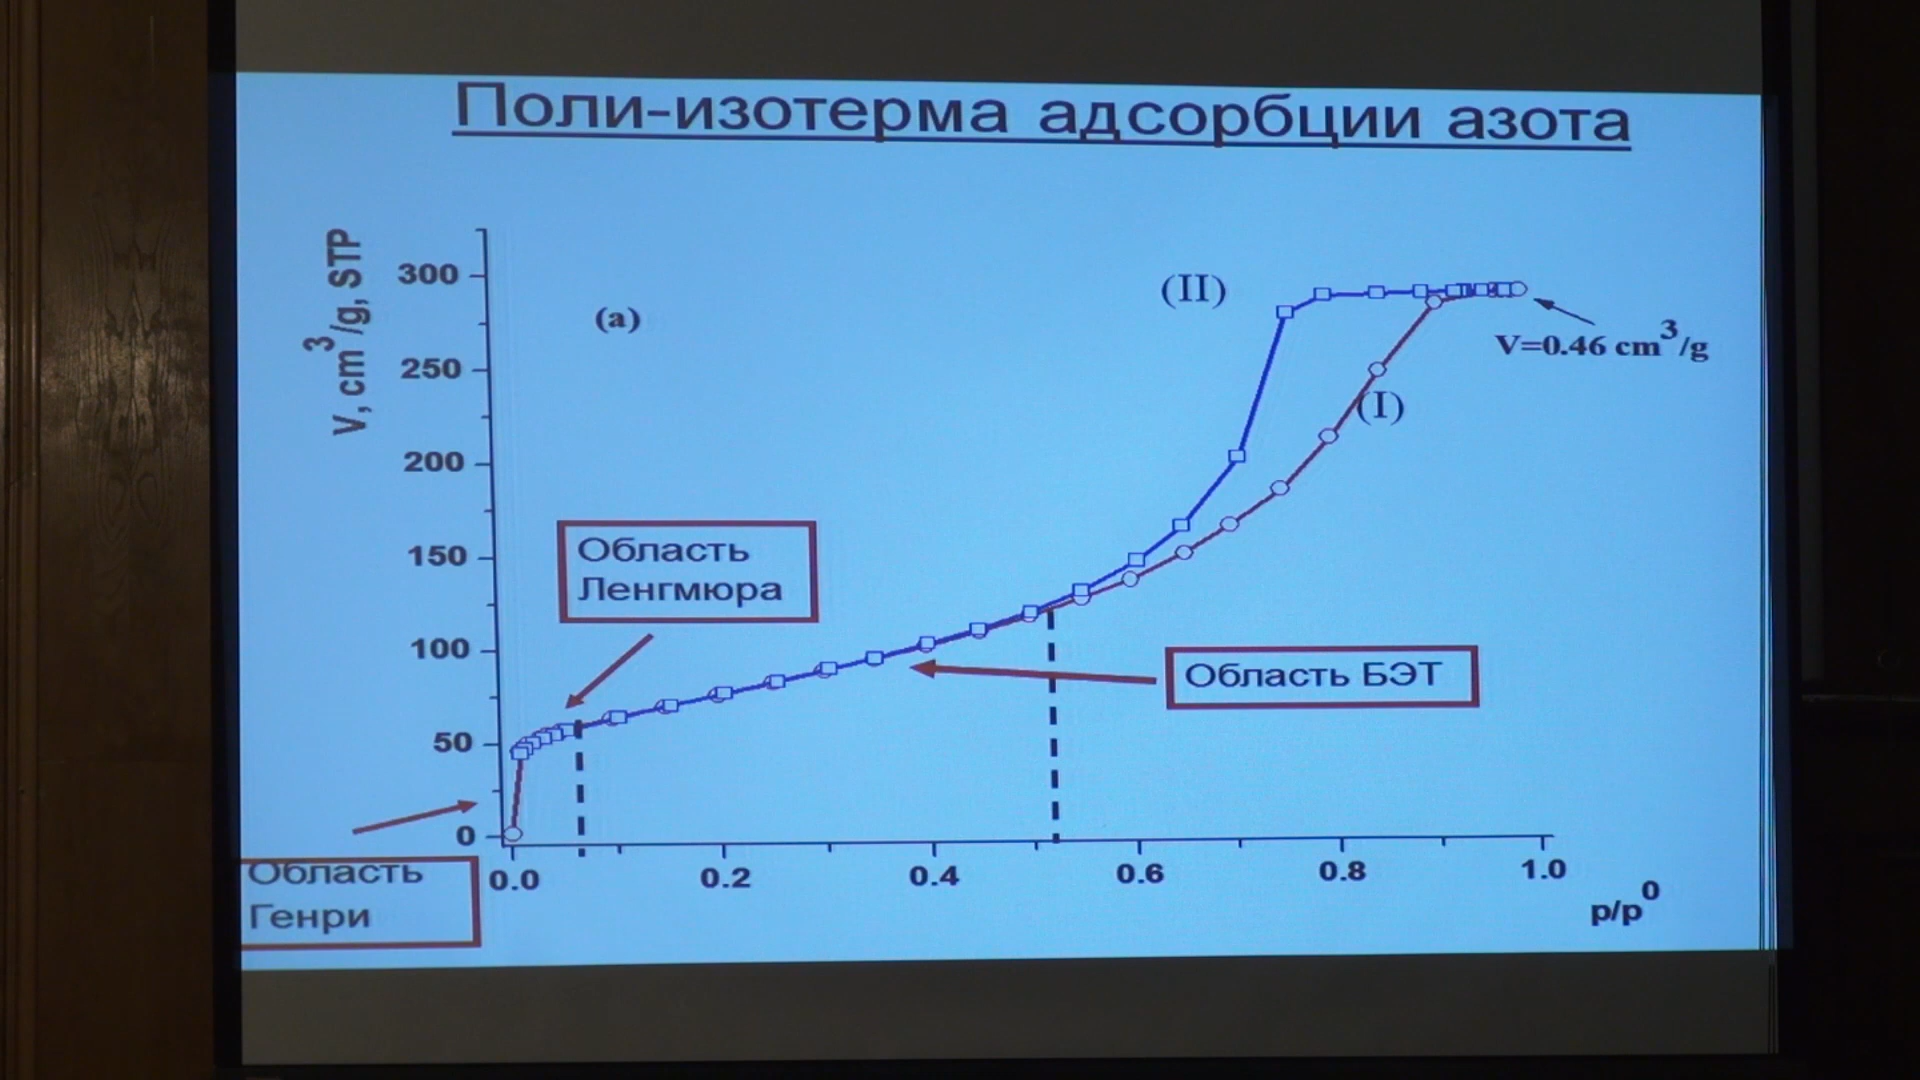 Поли-изотерма адсорбции азота
V, cm³/g, STP
300
250
200
150
100
50
0
(a)
(II)
(I)
V=0.46 cm³/g
Область
Ленгмюра
Область БЭТ
Область
Генри
0.0
0.2
0.4
0.6
0.8
1.0
p/p⁰